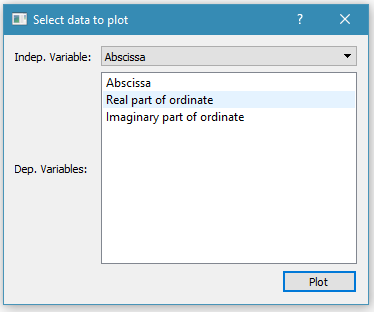 Select data to plot
?
Indep. Variable: Abscissa
Abscissa
Real part of ordinate
Imaginary part of ordinate
Dep. Variables:
Plot